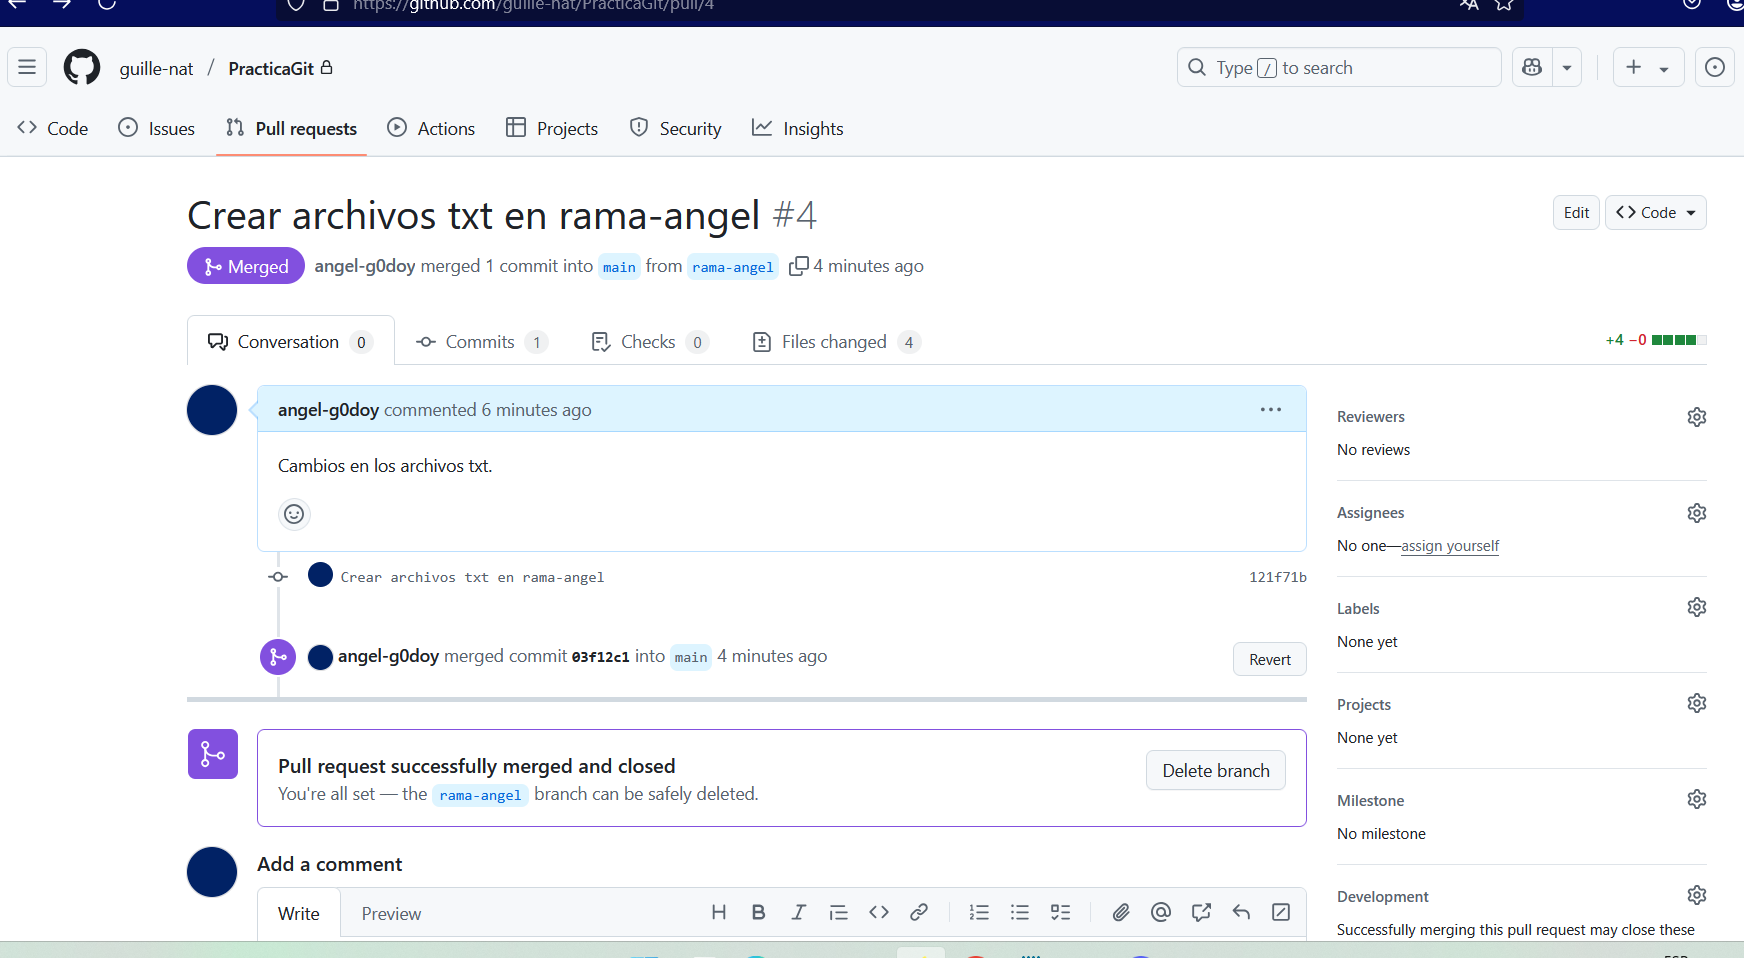 https://github.com/guille-nat/PracticaGit/pull/4
guille-nat / PracticaGit
Type / to search
Code Issues Pull requests Actions Projects Security Insights
Crear archivos txt en rama-angel #4
Edit
Code
Merged angel-g0doy merged 1 commit into main from rama-angel 4 minutes ago
Conversation 0 Commits 1 Checks 0 Files changed 4
+4 −0
angel-g0doy commented 6 minutes ago
Cambios en los archivos txt.
Crear archivos txt en rama-angel 121f71b
angel-g0doy merged commit 03f12c1 into main 4 minutes ago
Revert
Pull request successfully merged and closed
You're all set — the rama-angel branch can be safely deleted.
Delete branch
Add a comment
Write Preview
Reviewers
No reviews
Assignees
No one—assign yourself
Labels
None yet
Projects
None yet
Milestone
No milestone
Development
Successfully merging this pull request may close these